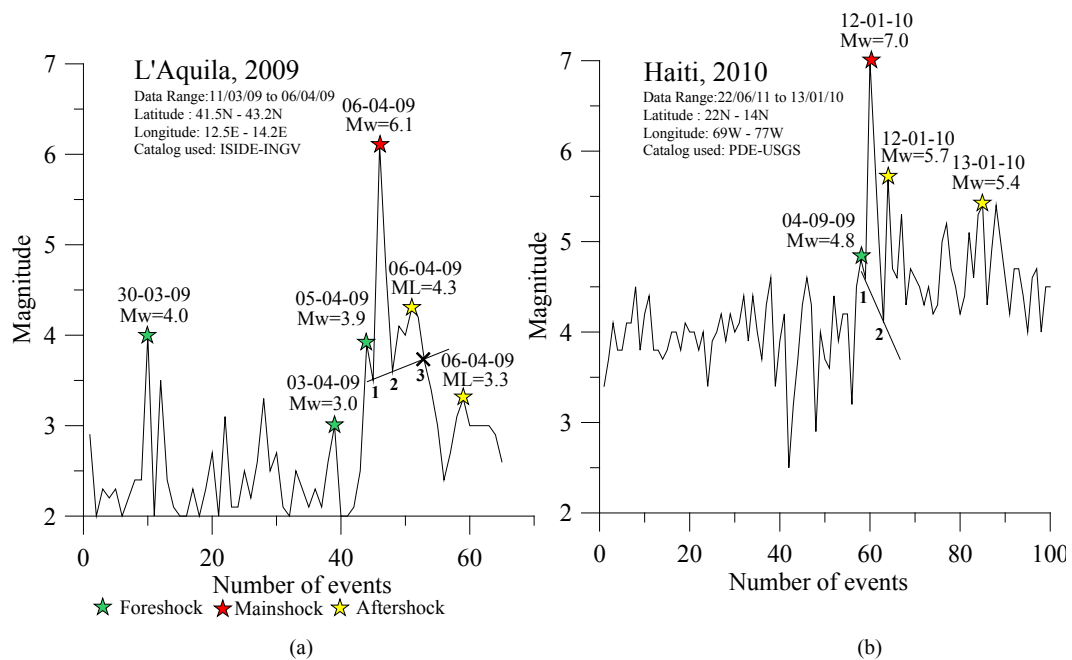 L'Aquila, 2009
Data Range:11/03/09 to 06/04/09
Latitude : 41.5N - 43.2N
Longitude: 12.5E - 14.2E
Catalog used: ISIDE-INGV
06-04-09
Mw=6.1
30-03-09
Mw=4.0
05-04-09
Mw=3.9
06-04-09
ML=4.3
03-04-09
Mw=3.0
06-04-09
ML=3.3
1
2
3
7
6
5
4
3
2
Magnitude
0
20
40
60
Number of events
Foreshock
Mainshock
Aftershock
(a)
Haiti, 2010
Data Range:22/06/11 to 13/01/10
Latitude : 22N - 14N
Longitude: 69W - 77W
Catalog used: PDE-USGS
12-01-10
Mw=7.0
12-01-10
Mw=5.7
13-01-10
Mw=5.4
04-09-09
Mw=4.8
1
2
7
6
5
4
3
2
Magnitude
0
20
40
60
80
100
Number of events
(b)